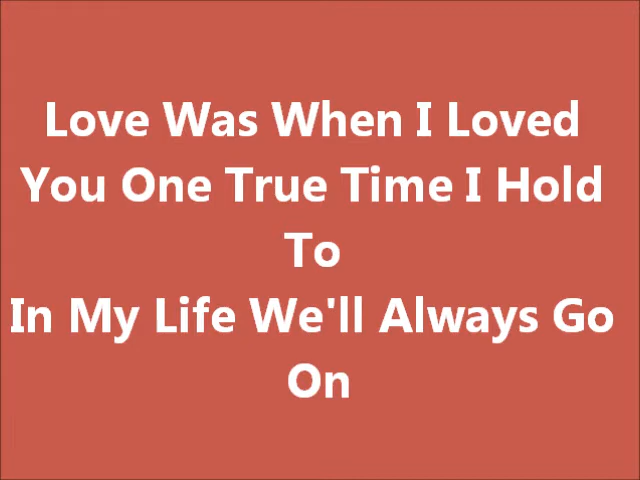 Love Was When I Loved
You One True Time I Hold
To
In My Life We'll Always Go
On